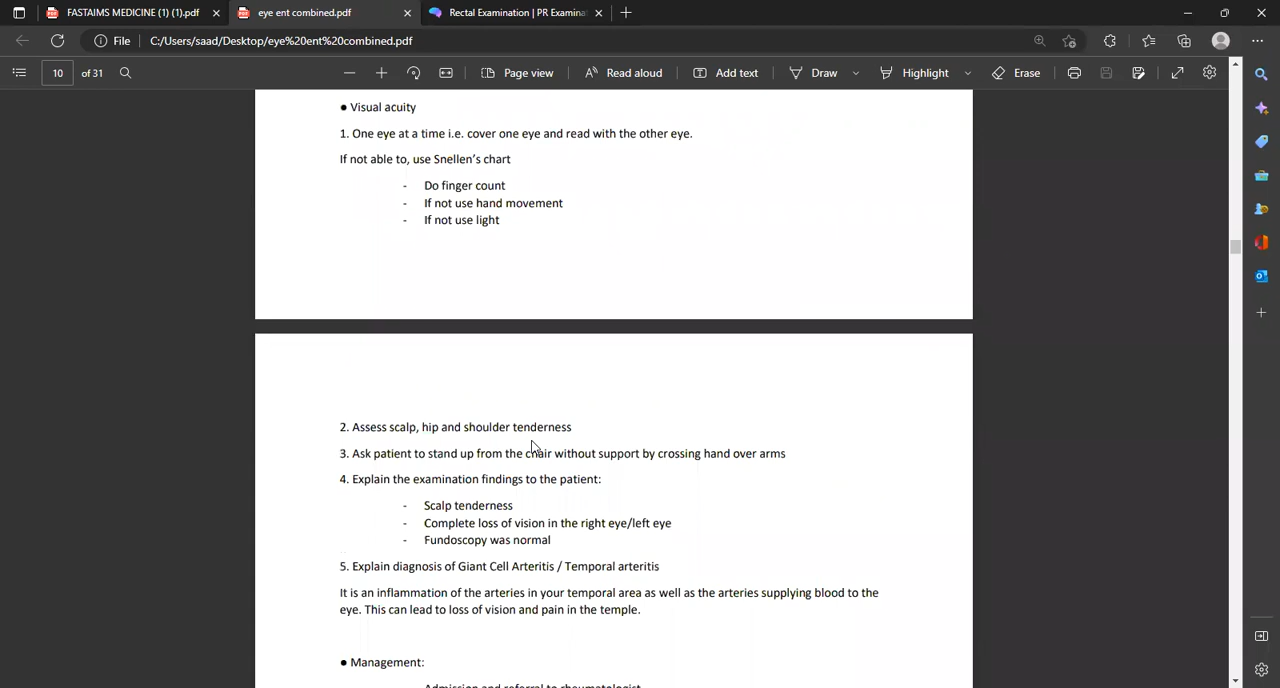 FASTAIMS MEDICINE (1) (1).pdf
eye ent combined.pdf
Rectal Examination | PR Examina
File
C:/Users/saad/Desktop/eye%20ent%20combined.pdf
10 of 31
Page view
Read aloud
Add text
Draw
Highlight
Erase
● Visual acuity
1. One eye at a time i.e. cover one eye and read with the other eye.
If not able to, use Snellen's chart
- Do finger count
- If not use hand movement
- If not use light
2. Assess scalp, hip and shoulder tenderness
3. Ask patient to stand up from the chair without support by crossing hand over arms
4. Explain the examination findings to the patient:
- Scalp tenderness
- Complete loss of vision in the right eye/left eye
- Fundoscopy was normal
5. Explain diagnosis of Giant Cell Arteritis / Temporal arteritis
It is an inflammation of the arteries in your temporal area as well as the arteries supplying blood to the
eye. This can lead to loss of vision and pain in the temple.
● Management:
Admission and referral to rheumatologist